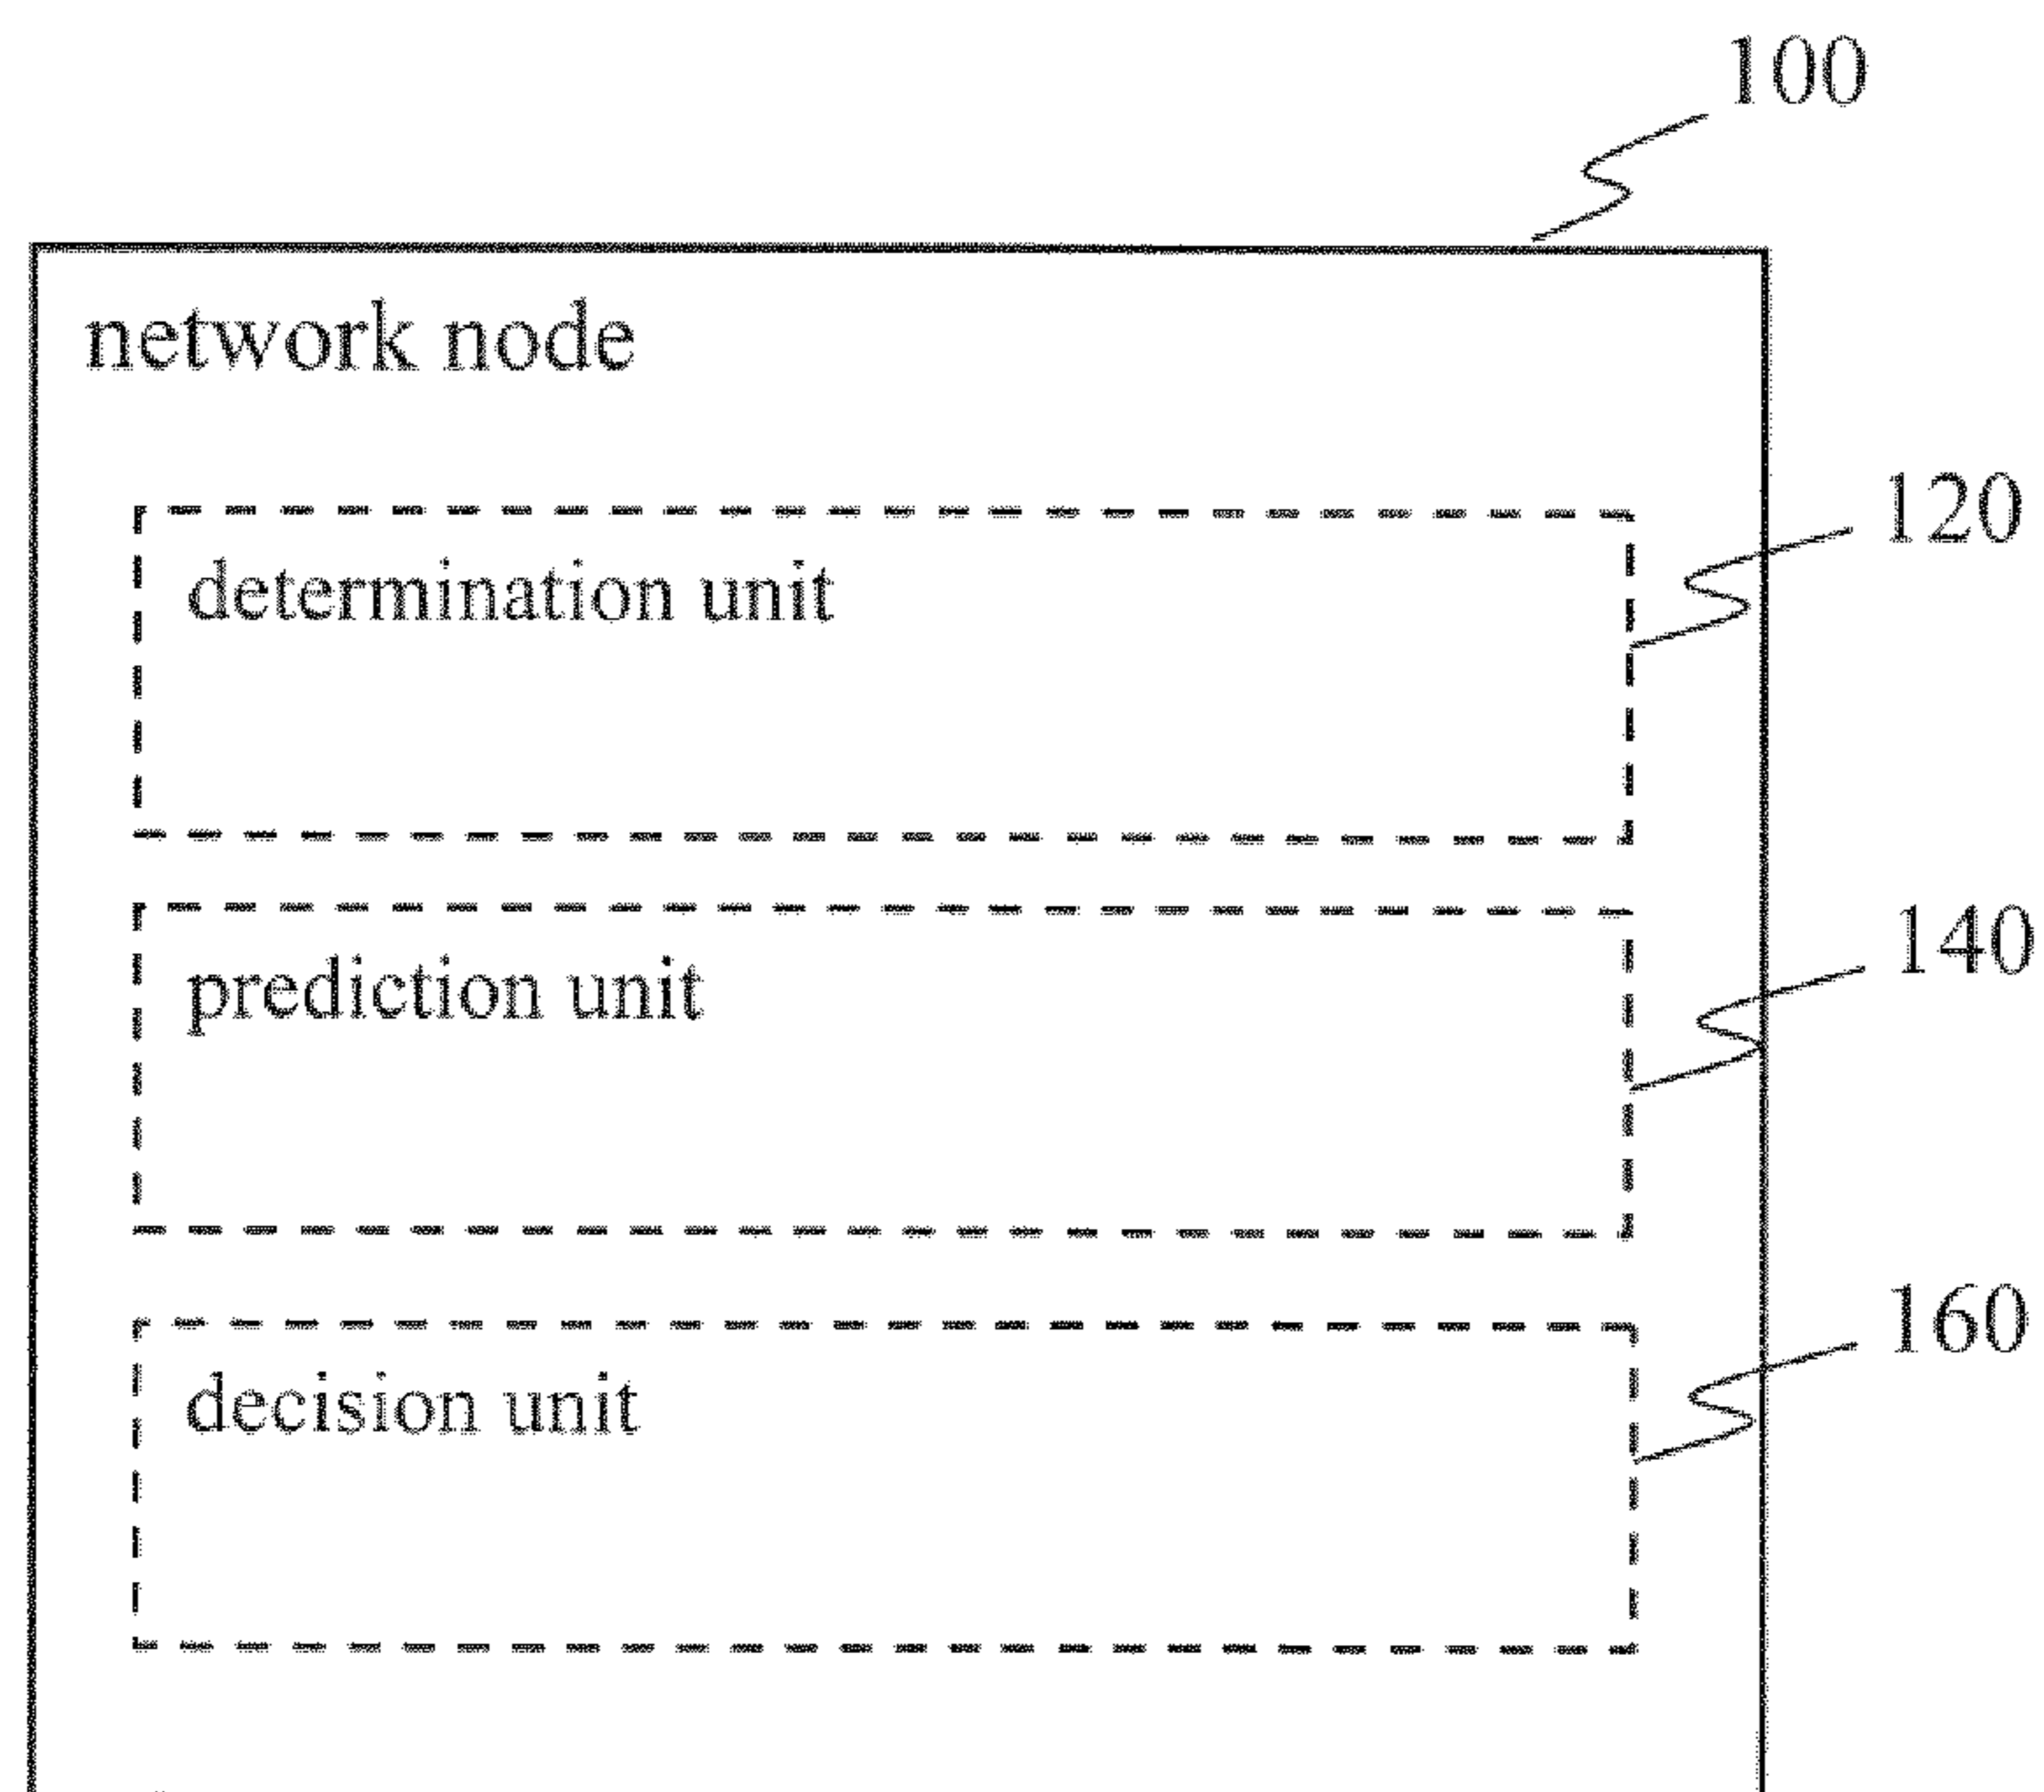 100
network node
120
determination unit
140
prediction unit
160
decision unit